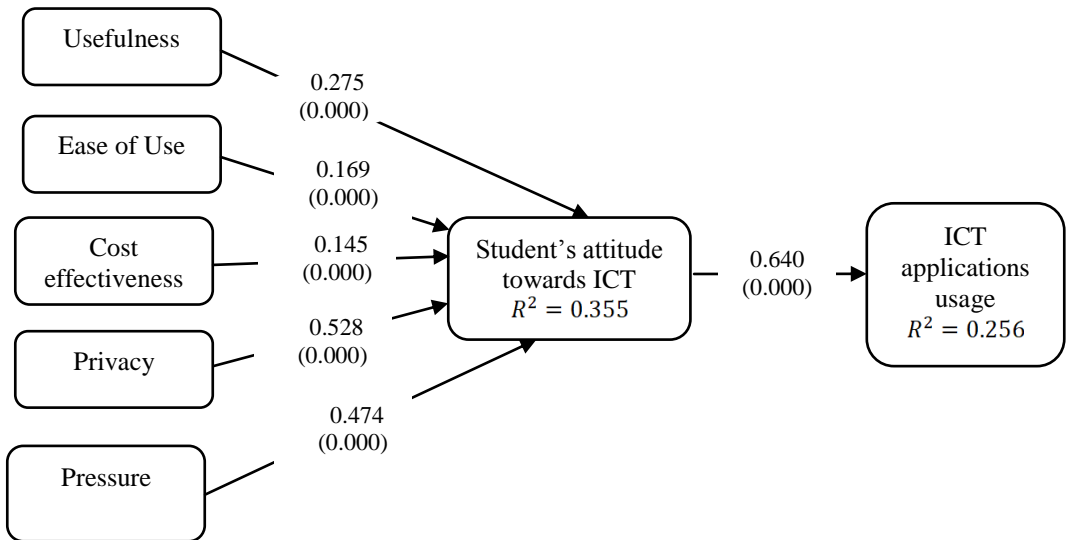 Usefulness
0.275
(0.000)
Ease of Use
0.169
(0.000)
Cost
effectiveness
0.145
(0.000)
Privacy
0.528
(0.000)
Pressure
0.474
(0.000)
Student’s attitude
towards ICT
R² = 0.355
0.640
(0.000)
ICT
applications
usage
R² = 0.256